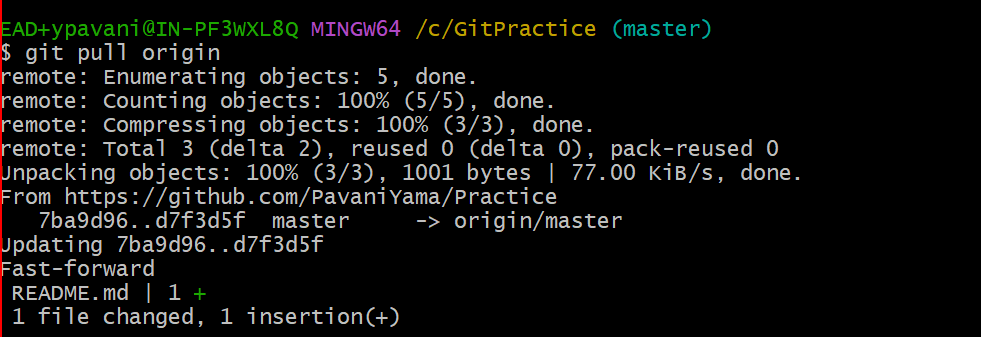 EAD+ypavani@IN-PF3WXL8Q MINGW64 /c/GitPractice (master)
$ git pull origin
remote: Enumerating objects: 5, done.
remote: Counting objects: 100% (5/5), done.
remote: Compressing objects: 100% (3/3), done.
remote: Total 3 (delta 2), reused 0 (delta 0), pack-reused 0
Unpacking objects: 100% (3/3), 1001 bytes | 77.00 KiB/s, done.
From https://github.com/PavaniYama/Practice
   7ba9d96..d7f3d5f  master     -> origin/master
Updating 7ba9d96..d7f3d5f
Fast-forward
 README.md | 1 +
 1 file changed, 1 insertion(+)